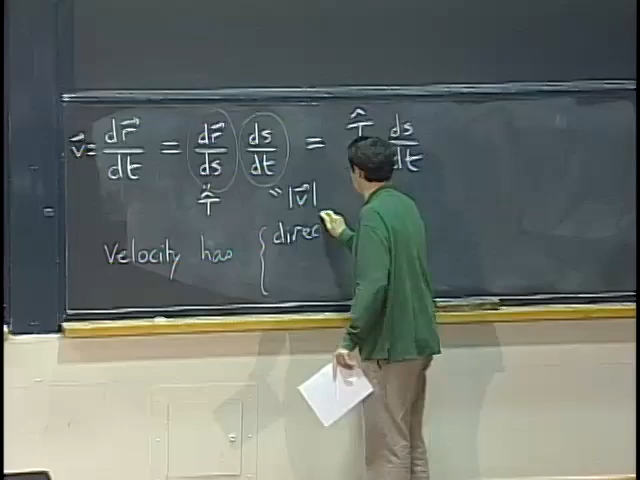 v⃗ = dr⃗/dt = dr⃗/ds ds/dt = T̂ ds/dt
" T̂ " |v⃗|
Velocity has { direc